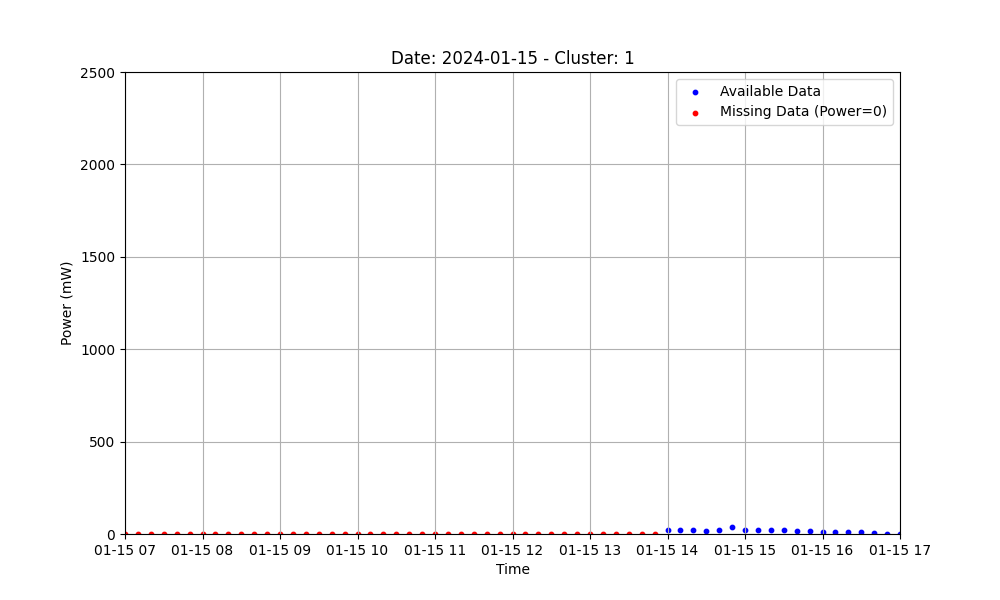 Date: 2024-01-15 - Cluster: 1
Available Data
Missing Data (Power=0)
Power (mW)
2500
2000
1500
1000
500
0
01-15 07 01-15 08 01-15 09 01-15 10 01-15 11 01-15 12 01-15 13 01-15 14 01-15 15 01-15 16 01-15 17
Time